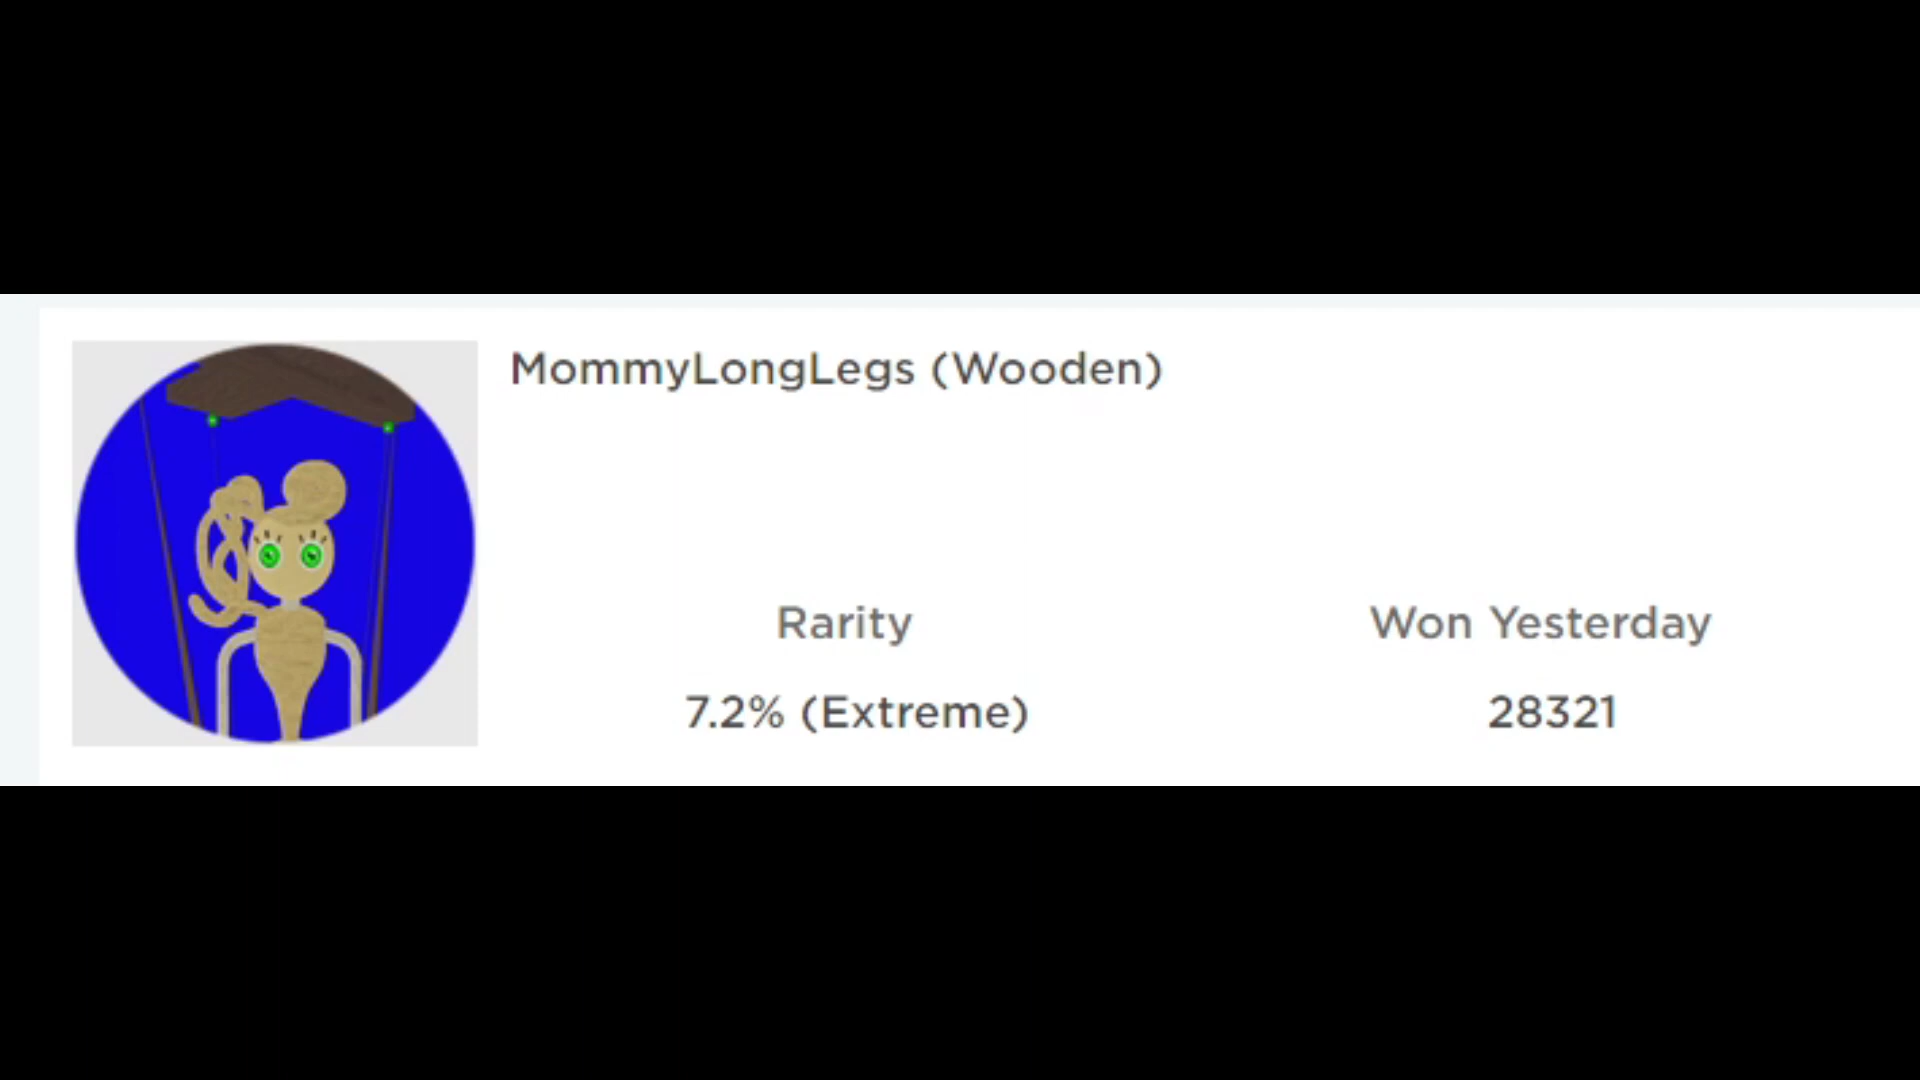 MommyLongLegs (Wooden)
Rarity
Won Yesterday
7.2% (Extreme)
28321